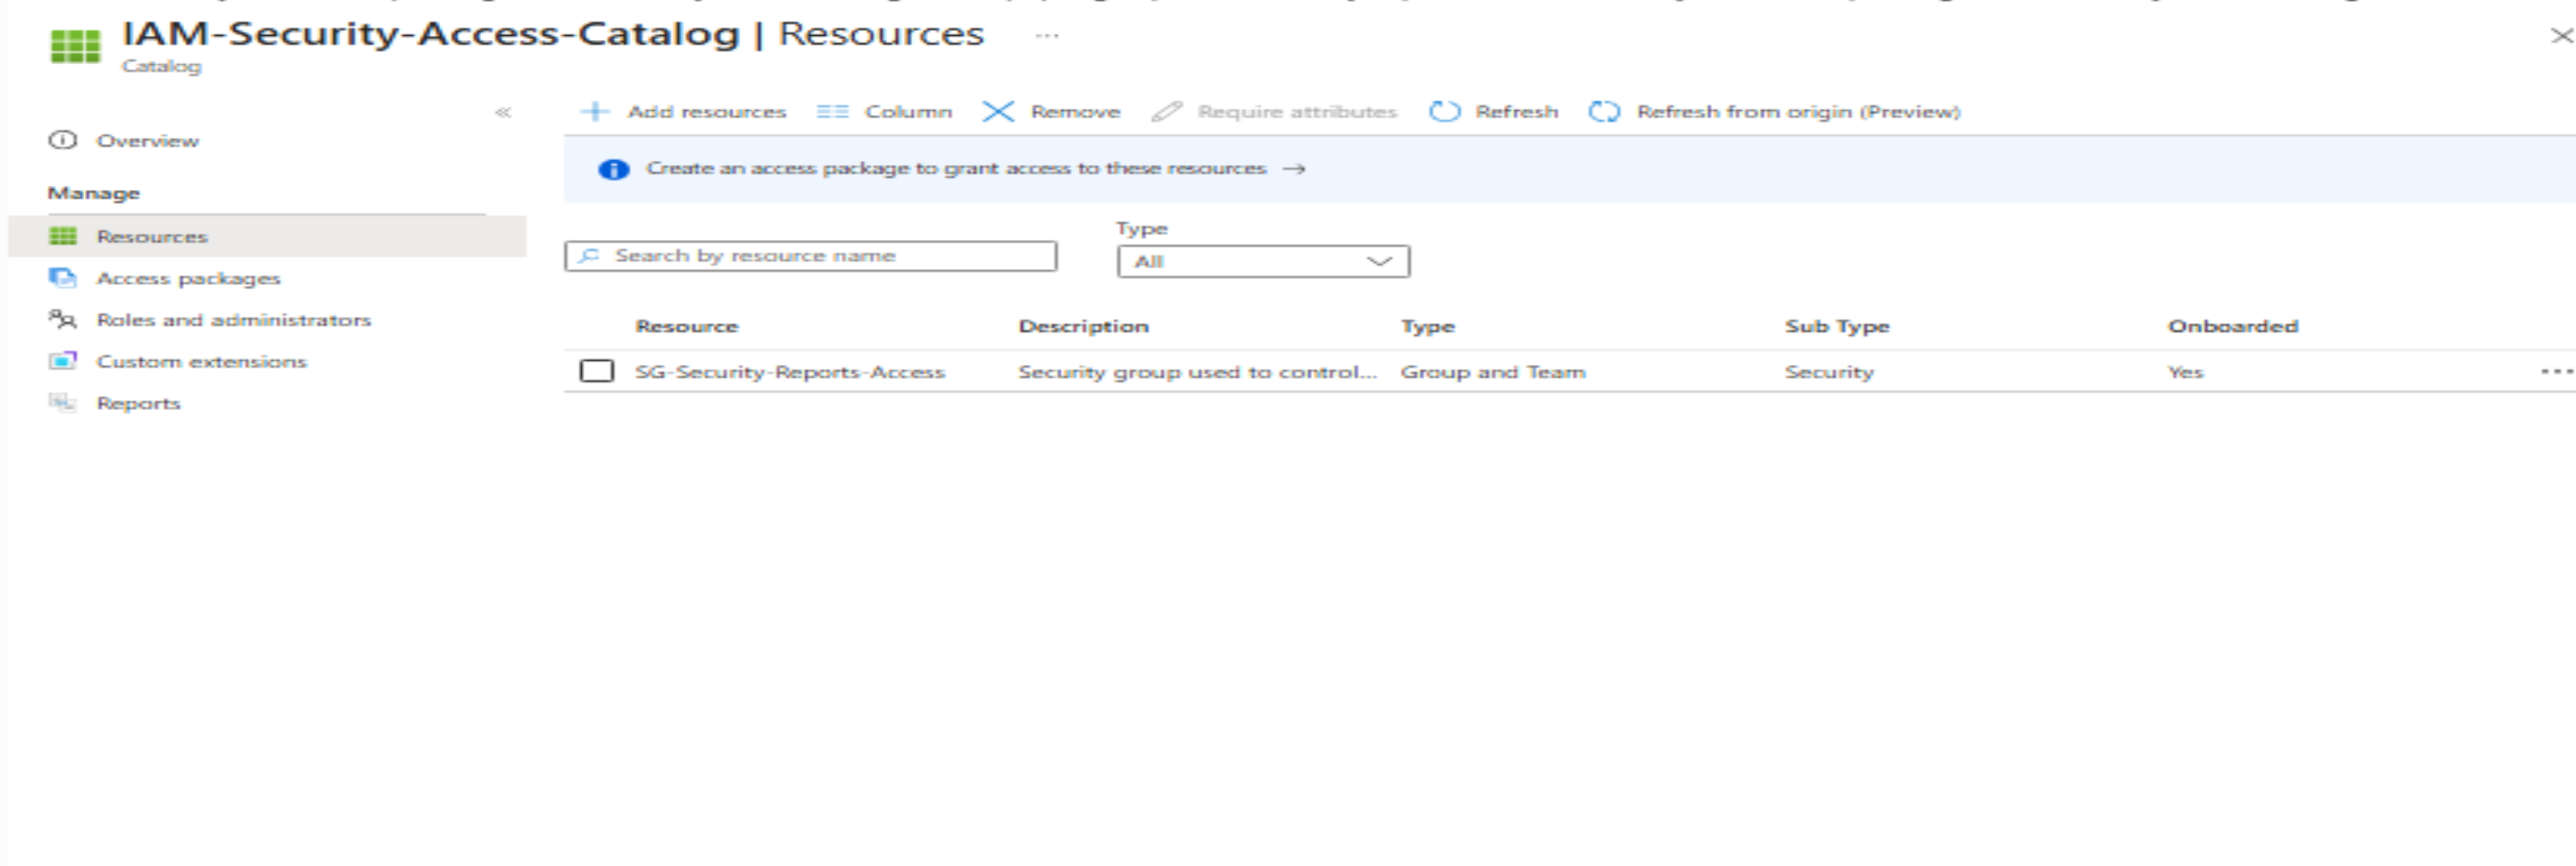 IAM-Security-Access-Catalog | Resources ...
Catalog
Overview
Manage
Resources
Access packages
Roles and administrators
Custom extensions
Reports
Add resources Column Remove Require attributes Refresh Refresh from origin (Preview)
Create an access package to grant access to these resources →
Type
Search by resource name All
Resource Description Type Sub Type Onboarded
SG-Security-Reports-Access Security group used to control... Group and Team Security Yes ...